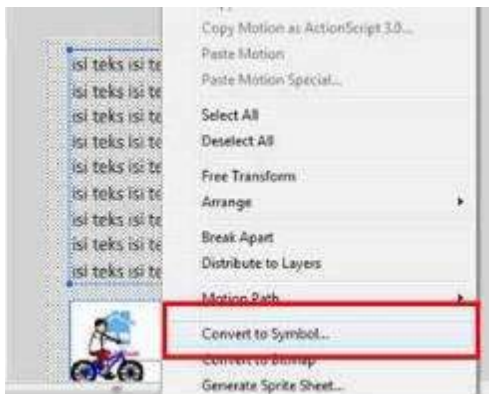 Copy Motion as ActionScript 3.0...
Paste Motion
Paste Motion Special...
Select All
Deselect All
Free Transform
Arrange
Break Apart
Distribute to Layers
Motion Path
Convert to Symbol...
Convert to Bitmap
Generate Sprite Sheet...
isi teks isi te
isi teks isi te
isi teks isi te
isi teks isi te
isi teks isi te
isi teks isi te
isi teks isi te
isi teks isi te
isi teks isi te